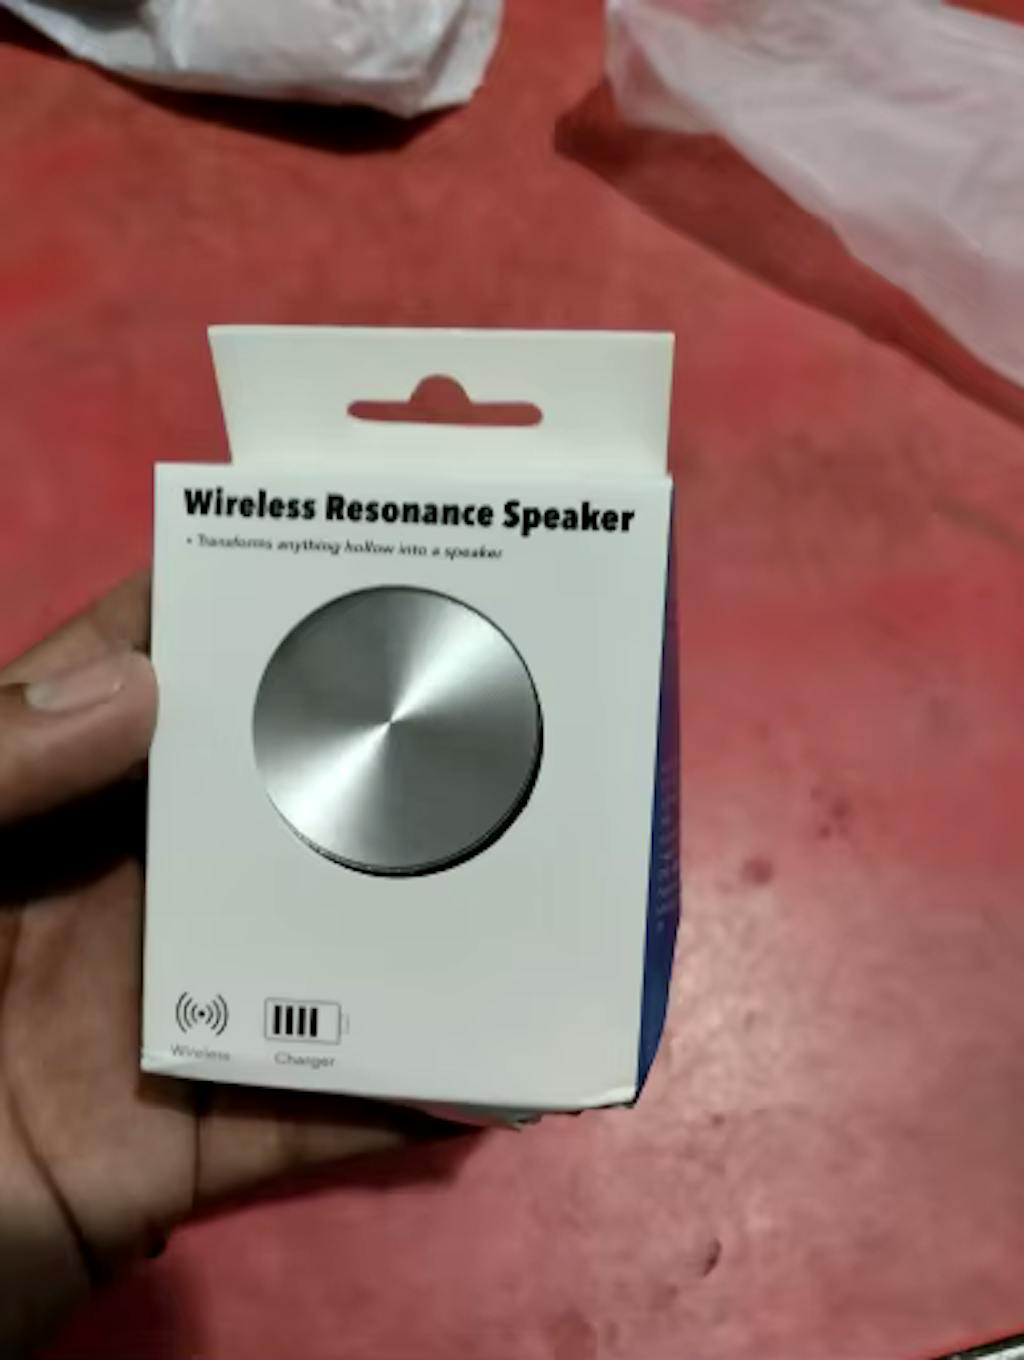 Wireless Resonance Speaker
• Transforms anything hollow into a speaker
Wireless
Charger